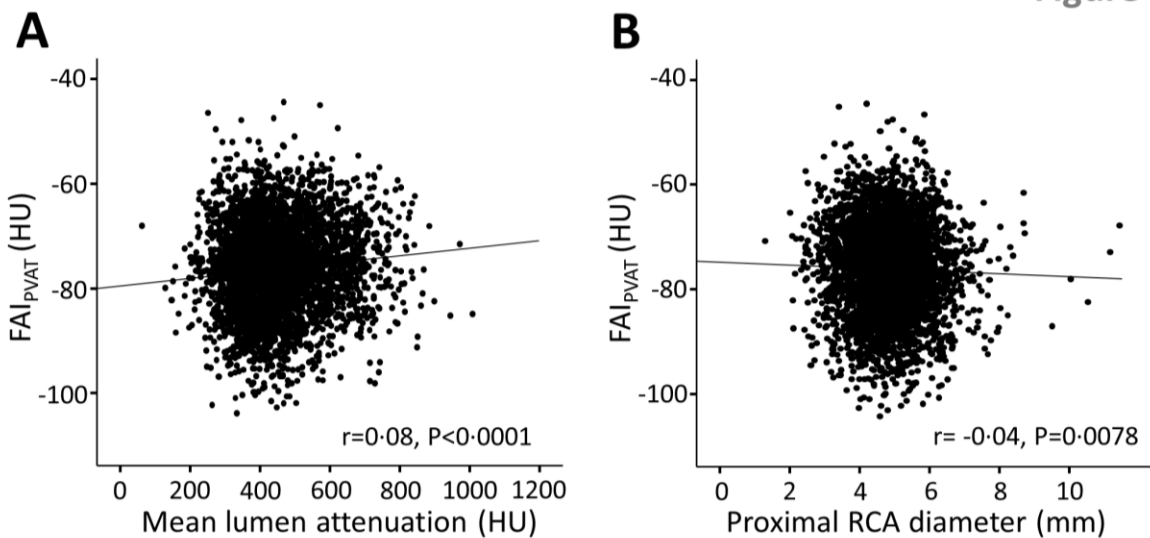 A
B
-40
-60
-80
-100
FAIPVAT (HU)
r=0·08, P<0·0001
0 200 400 600 800 1000 1200
Mean lumen attenuation (HU)
-40
-60
-80
-100
FAIPVAT (HU)
r= -0·04, P=0·0078
0 2 4 6 8 10
Proximal RCA diameter (mm)